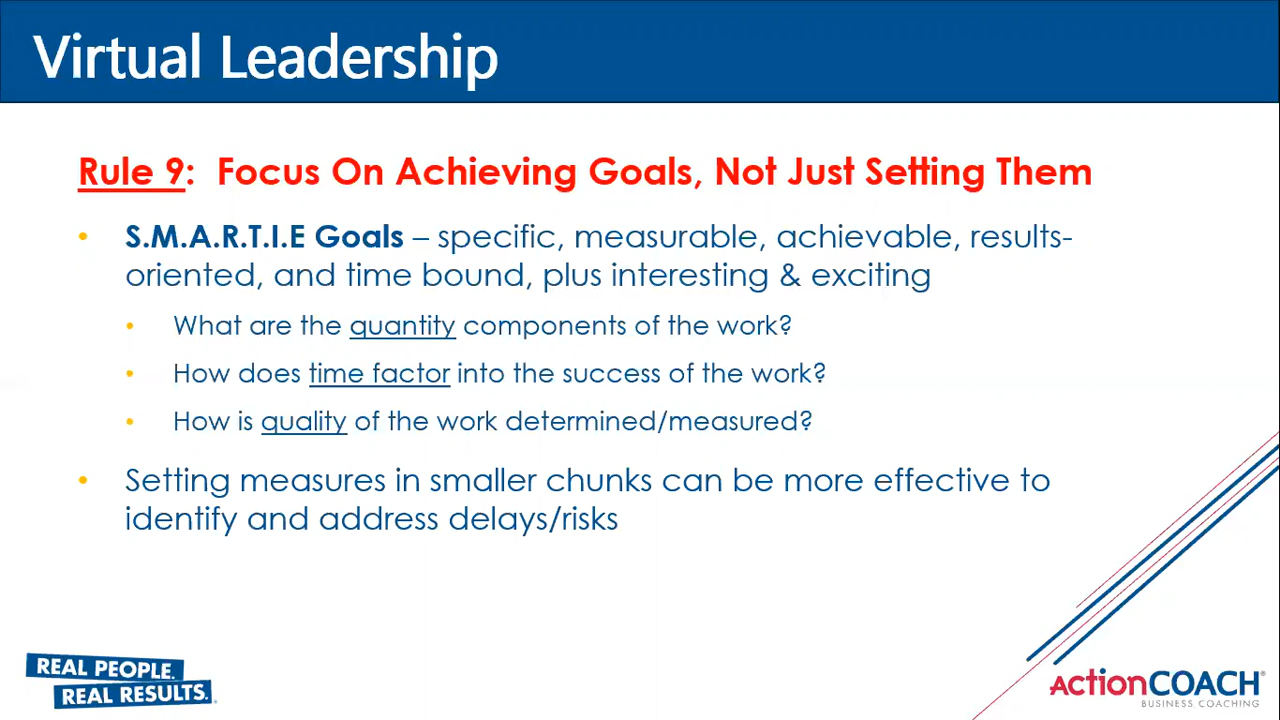 Virtual Leadership
Rule 9: Focus On Achieving Goals, Not Just Setting Them
• S.M.A.R.T.I.E Goals – specific, measurable, achievable, results-
oriented, and time bound, plus interesting & exciting
• What are the quantity components of the work?
• How does time factor into the success of the work?
• How is quality of the work determined/measured?
• Setting measures in smaller chunks can be more effective to
identify and address delays/risks
REAL PEOPLE.
REAL RESULTS.
ActionCOACH®
BUSINESS COACHING